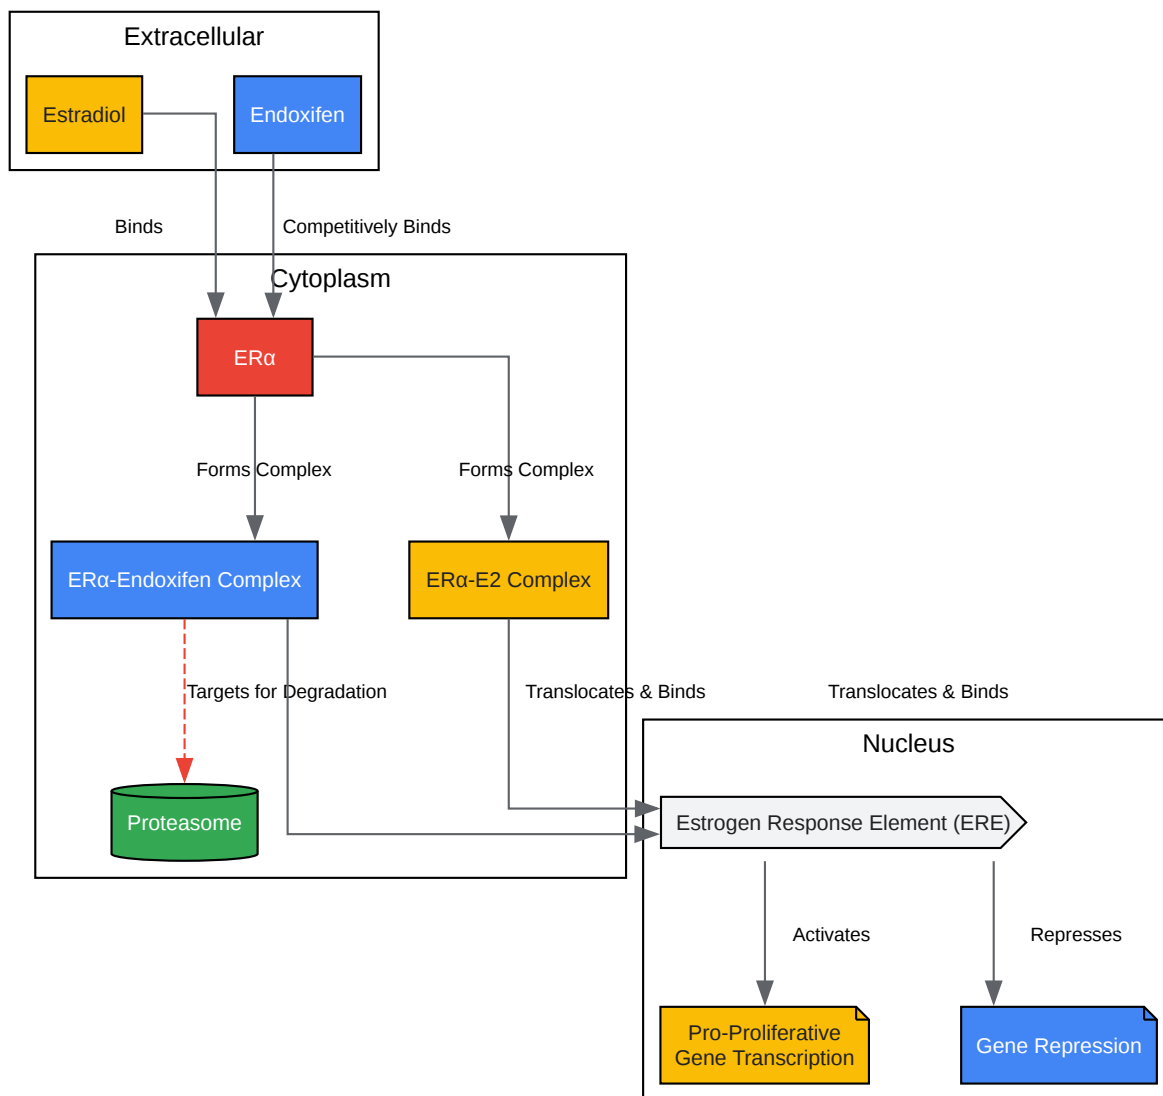 Extracellular
Estradiol
Endoxifen
Binds
Competitively Binds
Cytoplasm
ERα
Forms Complex
Forms Complex
ERα-Endoxifen Complex
ERα-E2 Complex
Targets for Degradation
Translocates & Binds
Translocates & Binds
Nucleus
Proteasome
Estrogen Response Element (ERE)
Activates
Represses
Pro-Proliferative
Gene Transcription
Gene Repression